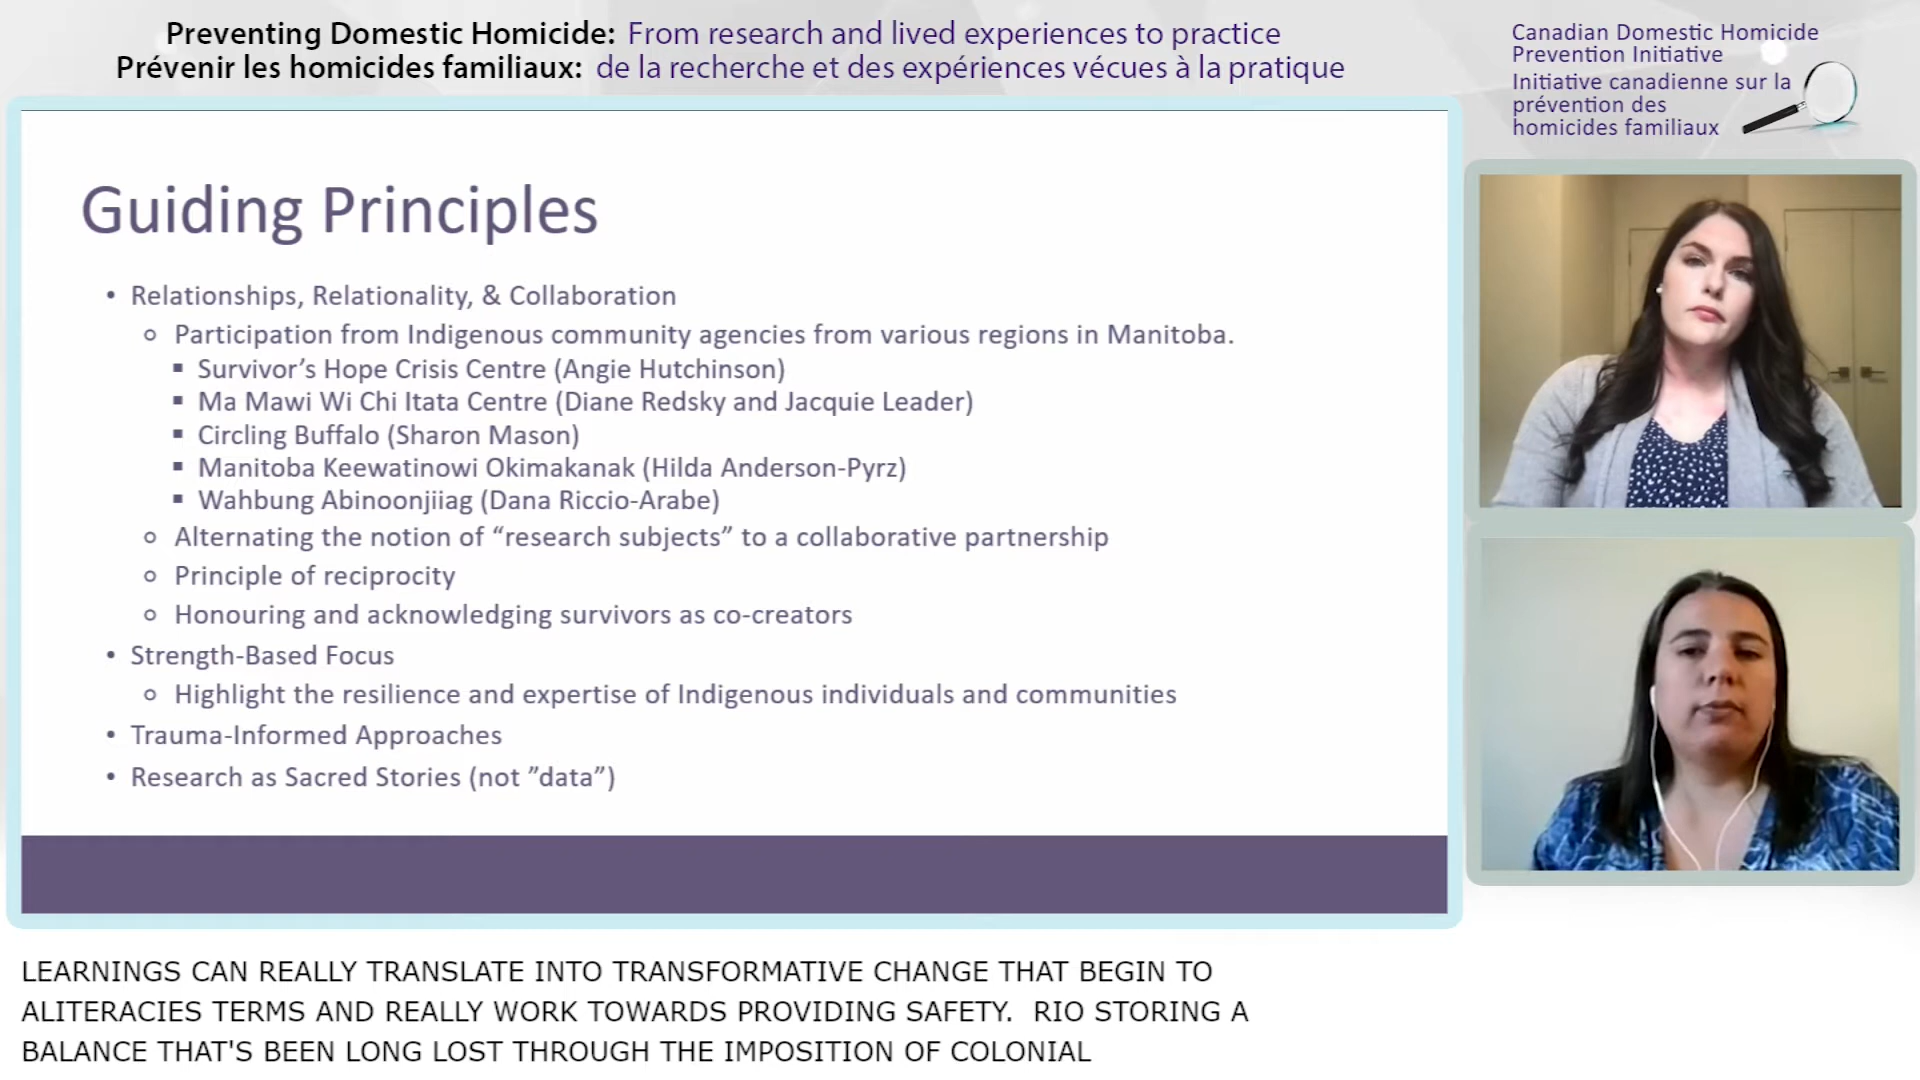 Preventing Domestic Homicide: From research and lived experiences to practice
Prévenir les homicides familiaux: de la recherche et des expériences vécues à la pratique
Canadian Domestic Homicide
Prevention Initiative
Initiative canadienne sur la
prévention des
homicides familiaux
Guiding Principles
• Relationships, Relationality, & Collaboration
o Participation from Indigenous community agencies from various regions in Manitoba.
▪ Survivor's Hope Crisis Centre (Angie Hutchinson)
▪ Ma Mawi Wi Chi Itata Centre (Diane Redsky and Jacquie Leader)
▪ Circling Buffalo (Sharon Mason)
▪ Manitoba Keewatinowi Okimakanak (Hilda Anderson-Pyrz)
▪ Wahbung Abinoonjiiag (Dana Riccio-Arabe)
o Alternating the notion of “research subjects” to a collaborative partnership
o Principle of reciprocity
o Honouring and acknowledging survivors as co-creators
• Strength-Based Focus
o Highlight the resilience and expertise of Indigenous individuals and communities
• Trauma-Informed Approaches
• Research as Sacred Stories (not ”data”)
LEARNINGS CAN REALLY TRANSLATE INTO TRANSFORMATIVE CHANGE THAT BEGIN TO
ALITERACIES TERMS AND REALLY WORK TOWARDS PROVIDING SAFETY.  RIO STORING A
BALANCE THAT'S BEEN LONG LOST THROUGH THE IMPOSITION OF COLONIAL